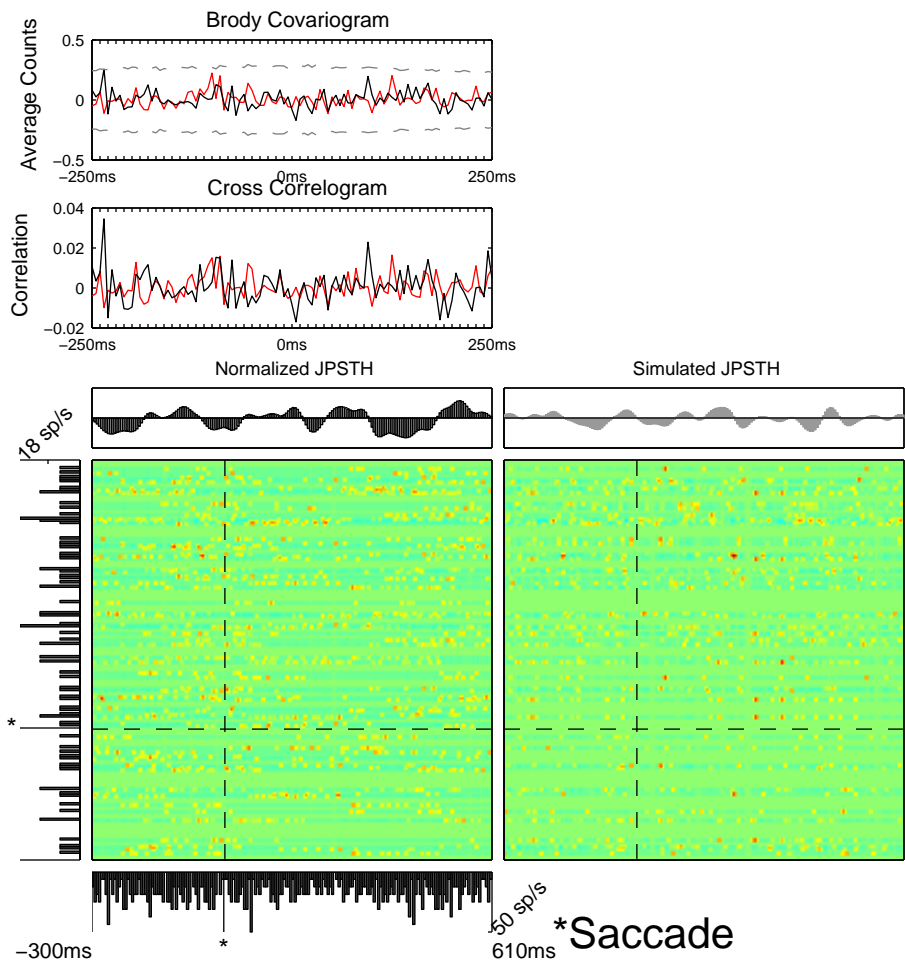 Brody Covariogram
Average Counts
0.5
0
−0.5
−250ms
0ms
250ms
Cross Correlogram
Correlation
0.04
0.02
0
−0.02
−250ms
0ms
250ms
Normalized JPSTH
Simulated JPSTH
18 sp/s
*
50 sp/s
*
−300ms
610ms
*Saccade